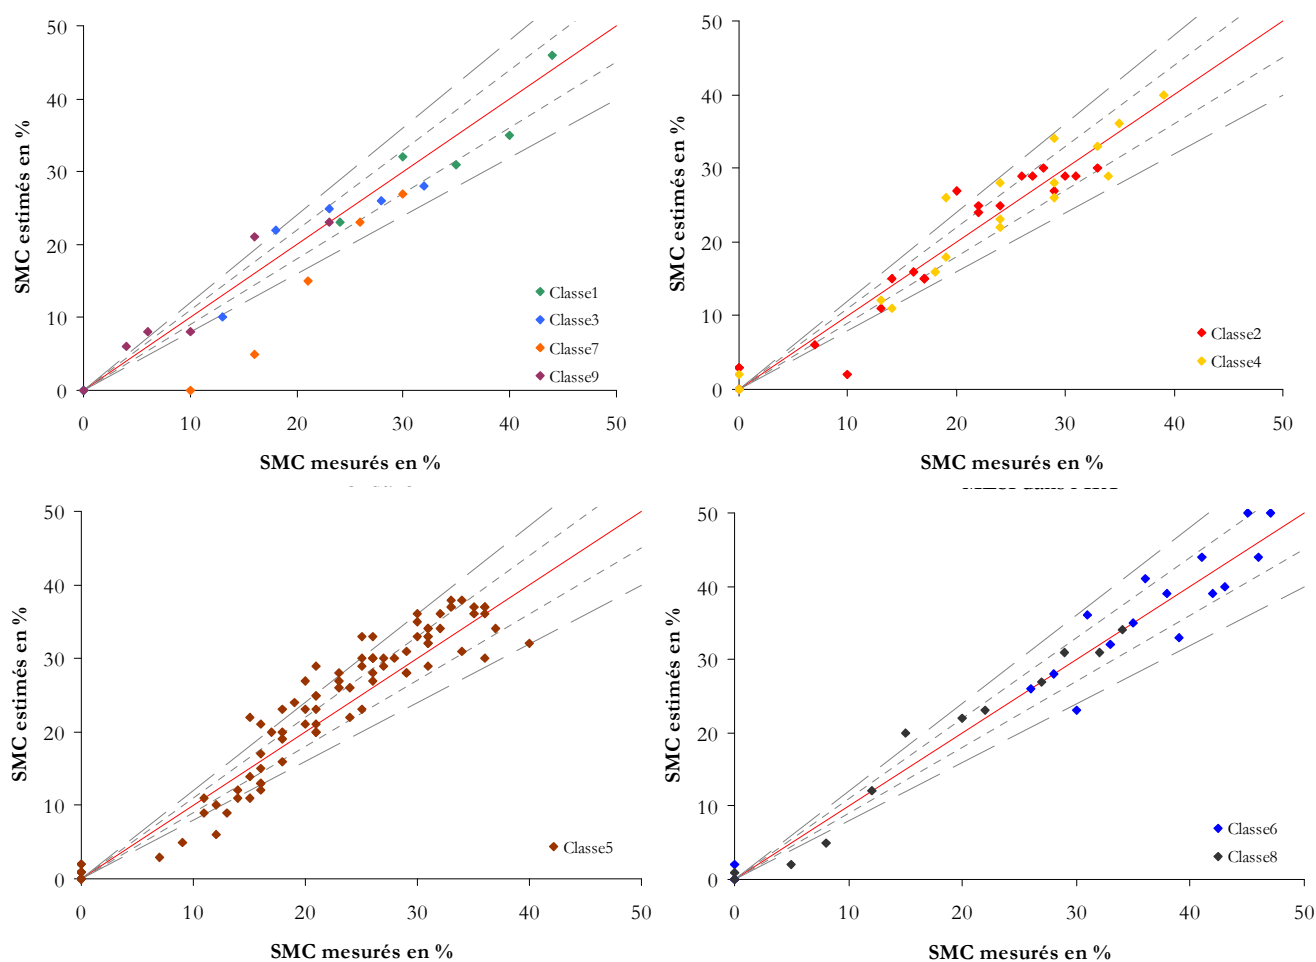 50
40
30
20
10
0
SMC estimés en %
Classe1
Classe3
Classe7
Classe9
0 10 20 30 40 50
SMC mesurés en %
50
40
30
20
10
0
SMC estimés en %
Classe2
Classe4
0 10 20 30 40 50
SMC mesurés en %
50
40
30
20
10
0
SMC estimés en %
Classe5
0 10 20 30 40 50
SMC mesurés en %
50
40
30
20
10
0
SMC estimés en %
Classe6
Classe8
0 10 20 30 40 50
SMC mesurés en %